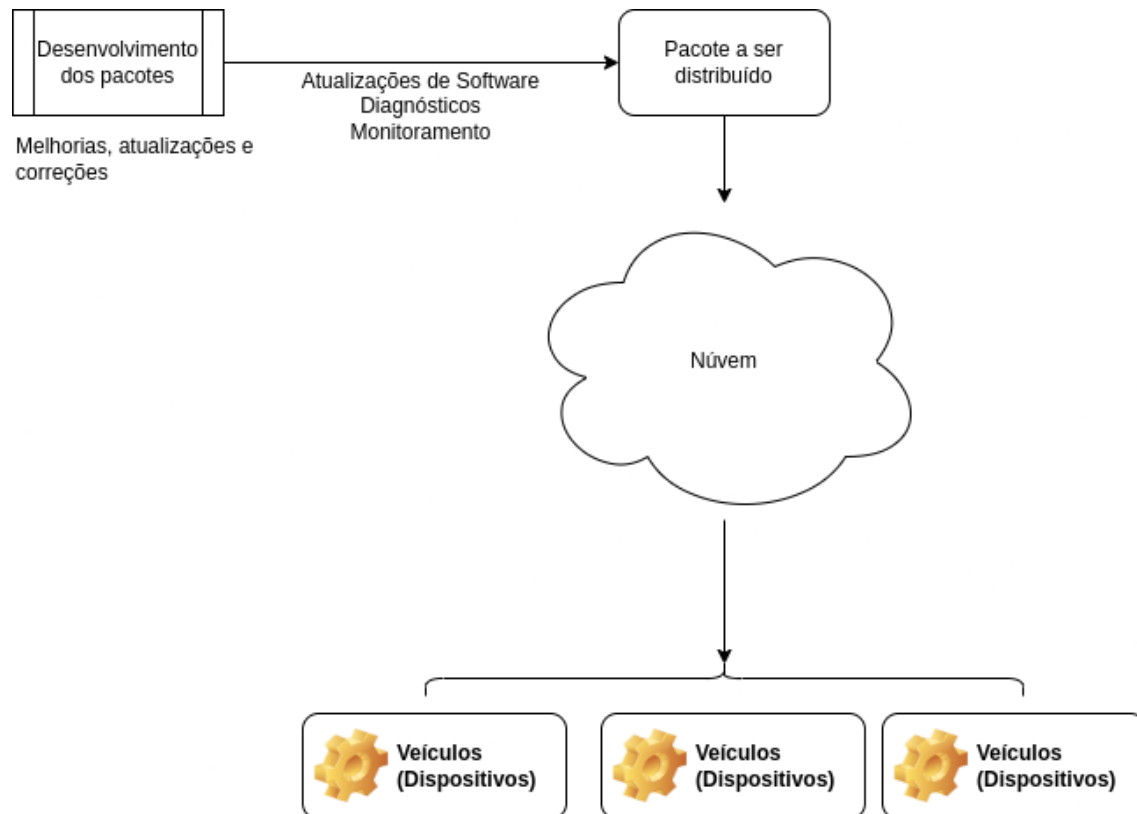 Desenvolvimento
dos pacotes
Melhorias, atualizações e
correções
Atualizações de Software
Diagnósticos
Monitoramento
Pacote a ser
distribuído
Núvem
Veículos
(Dispositivos)
Veículos
(Dispositivos)
Veículos
(Dispositivos)